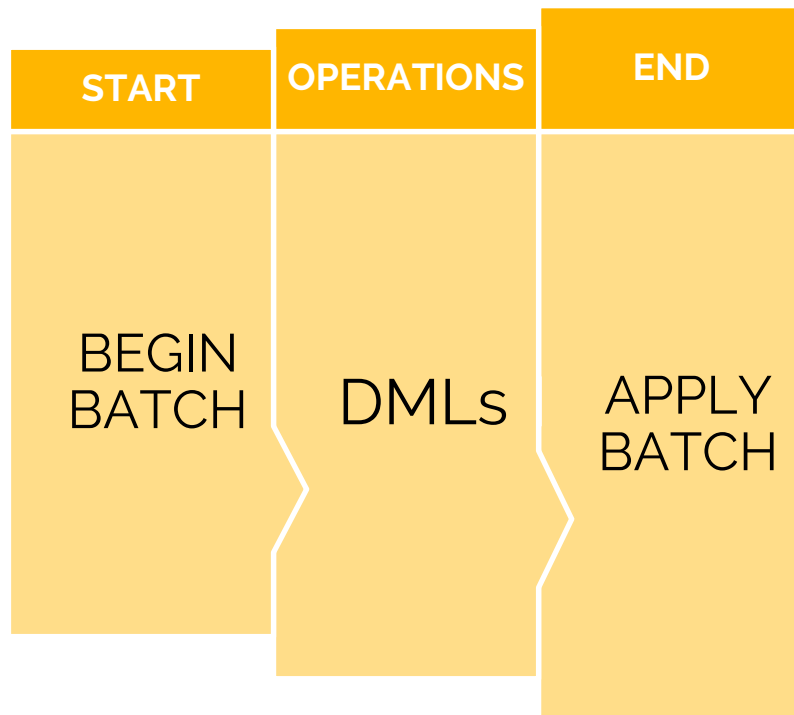 START
OPERATIONS
END
BEGIN
BATCH
DMLs
APPLY
BATCH